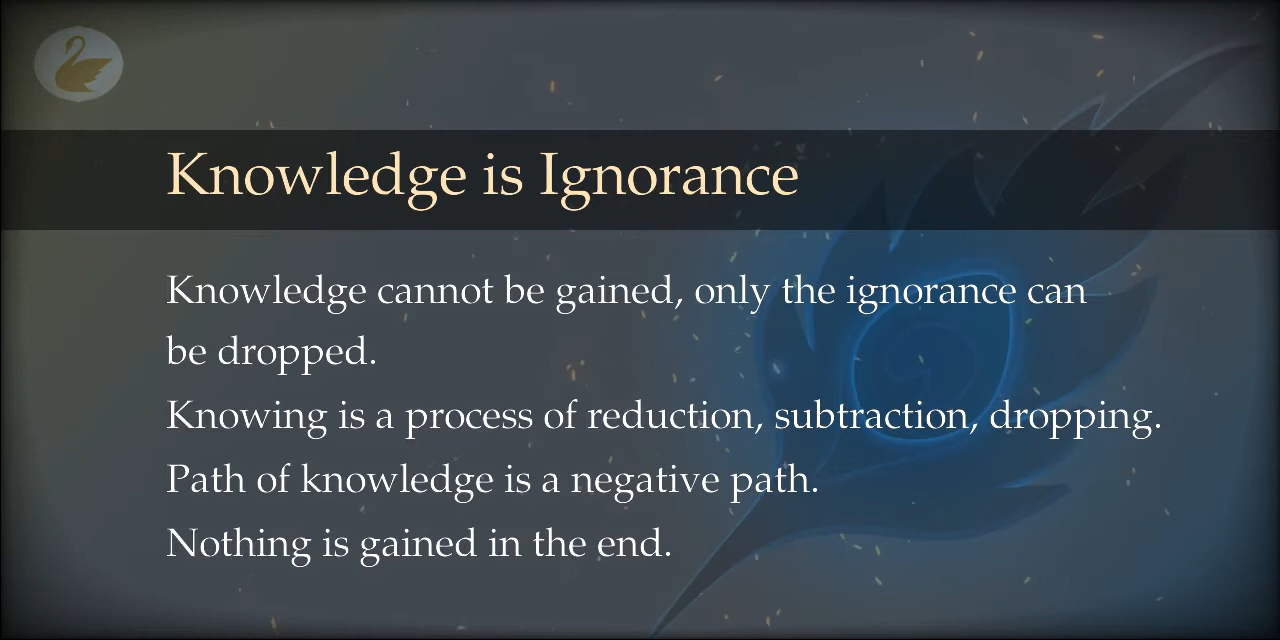 Knowledge is Ignorance
Knowledge cannot be gained, only the ignorance can
be dropped.
Knowing is a process of reduction, subtraction, dropping.
Path of knowledge is a negative path.
Nothing is gained in the end.